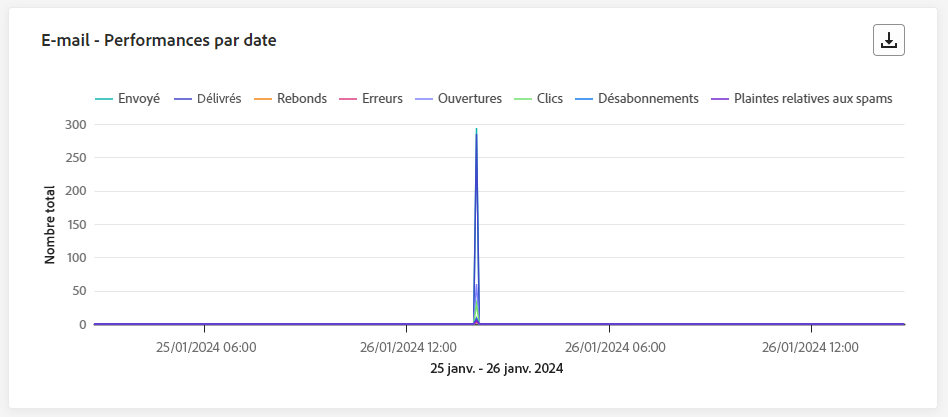 E-mail - Performances par date
Envoyé Délivrés Rebonds Erreurs Ouvertures Clics Désabonnements Plaintes relatives aux spams
300
250
200
150
100
50
0
Nombre total
25/01/2024 06:00 26/01/2024 12:00 26/01/2024 06:00 26/01/2024 12:00
25 janv. - 26 janv. 2024